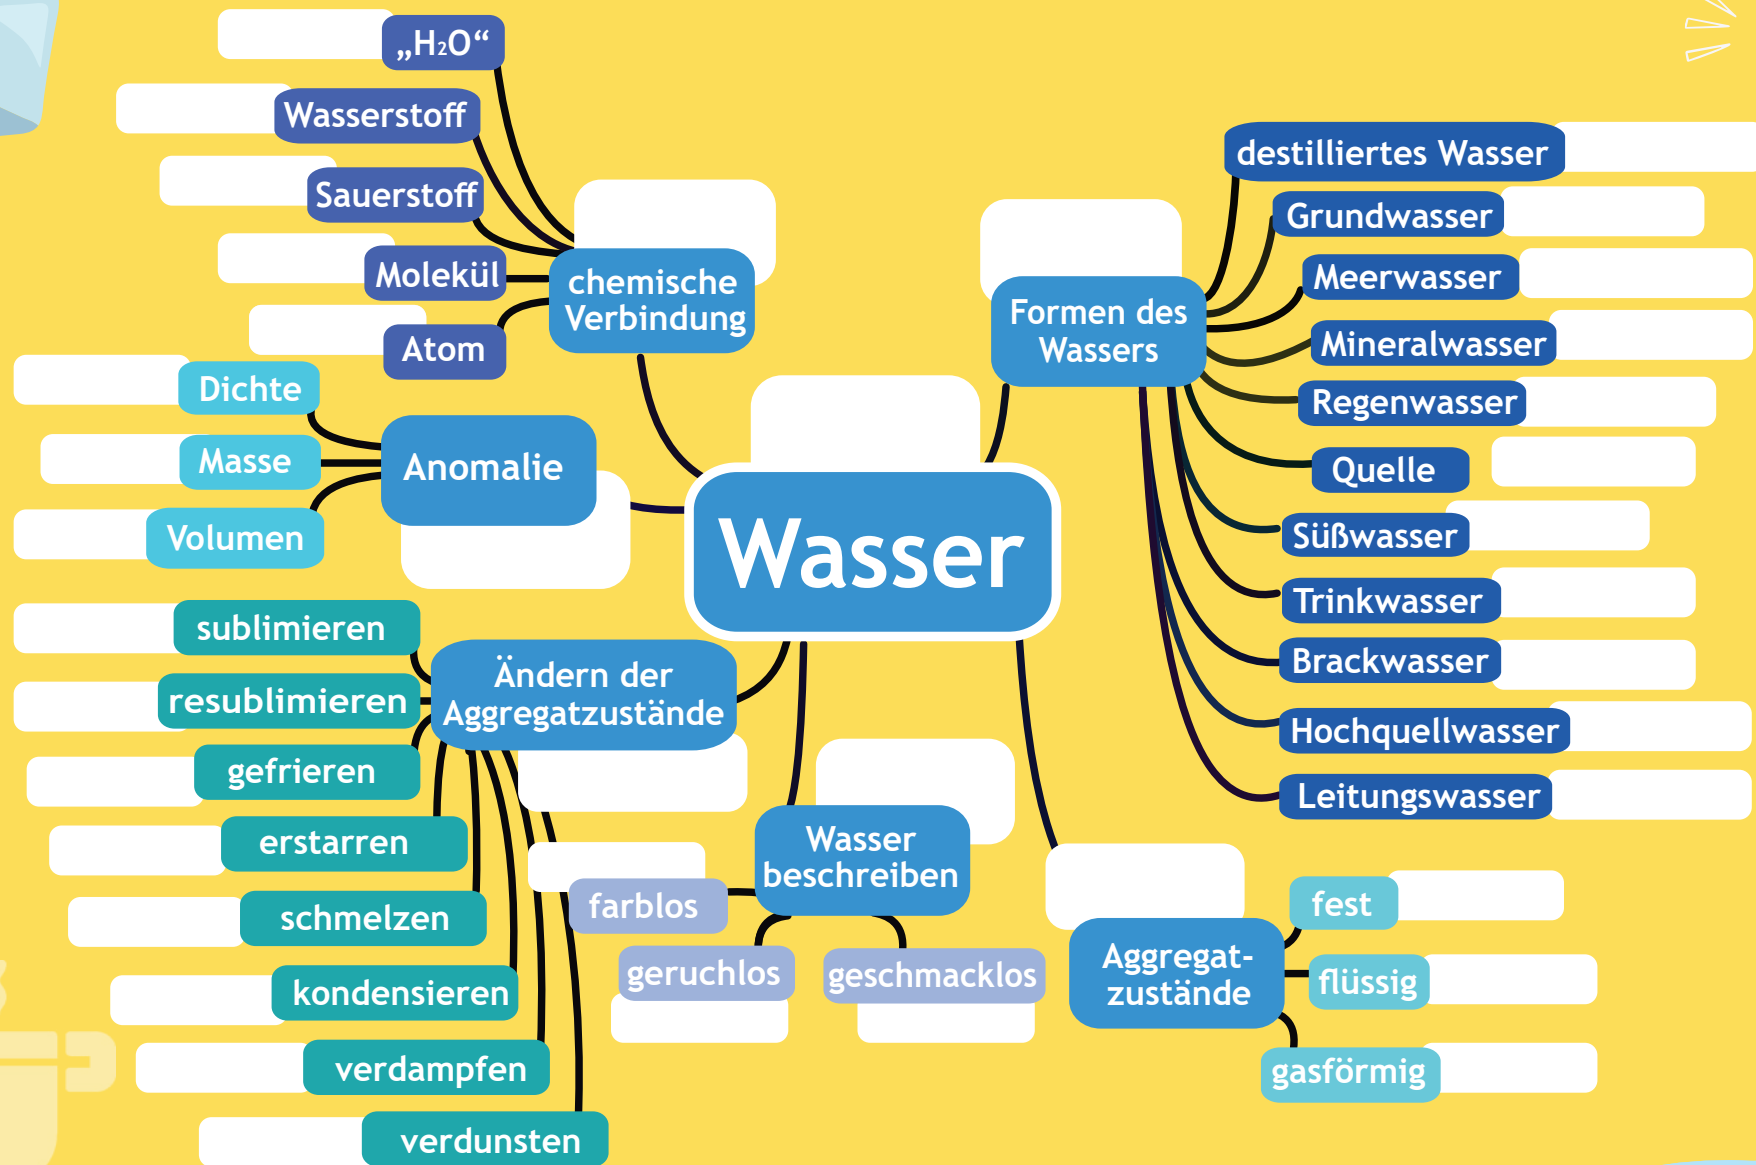 „H₂O“
Wasserstoff
Sauerstoff
Molekül
Atom
chemische
Verbindung
Dichte
Masse
Volumen
Anomalie
Wasser
sublimieren
resublimieren
gefrieren
erstarren
schmelzen
kondensieren
verdampfen
verdunsten
Ändern der
Aggregatzustände
Wasser
beschreiben
farblos
geruchlos
geschmacklos
Formen des
Wassers
destilliertes Wasser
Grundwasser
Meerwasser
Mineralwasser
Regenwasser
Quelle
Süßwasser
Trinkwasser
Brackwasser
Hochquellwasser
Leitungswasser
Aggregat-
zustände
fest
flüssig
gasförmig